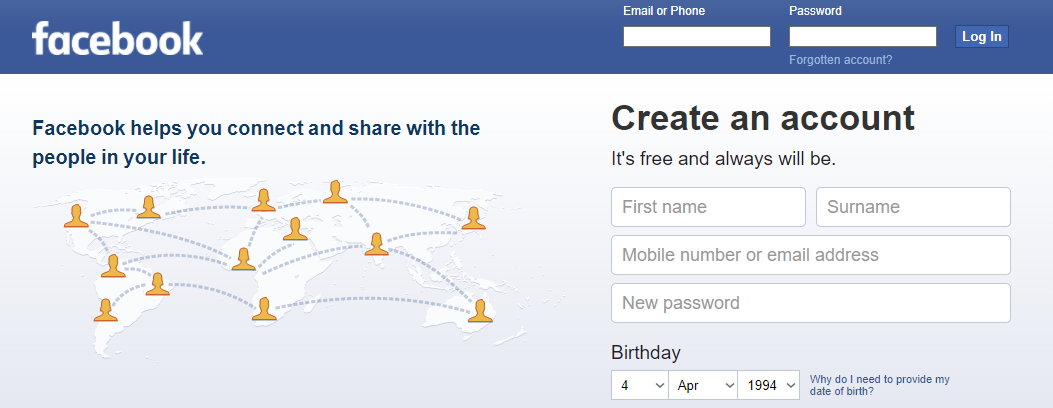 facebook
Email or Phone
Password
Log In
Forgotten account?
Facebook helps you connect and share with the
people in your life.
Create an account
It's free and always will be.
First name
Surname
Mobile number or email address
New password
Birthday
4
Apr
1994
Why do I need to provide my
date of birth?